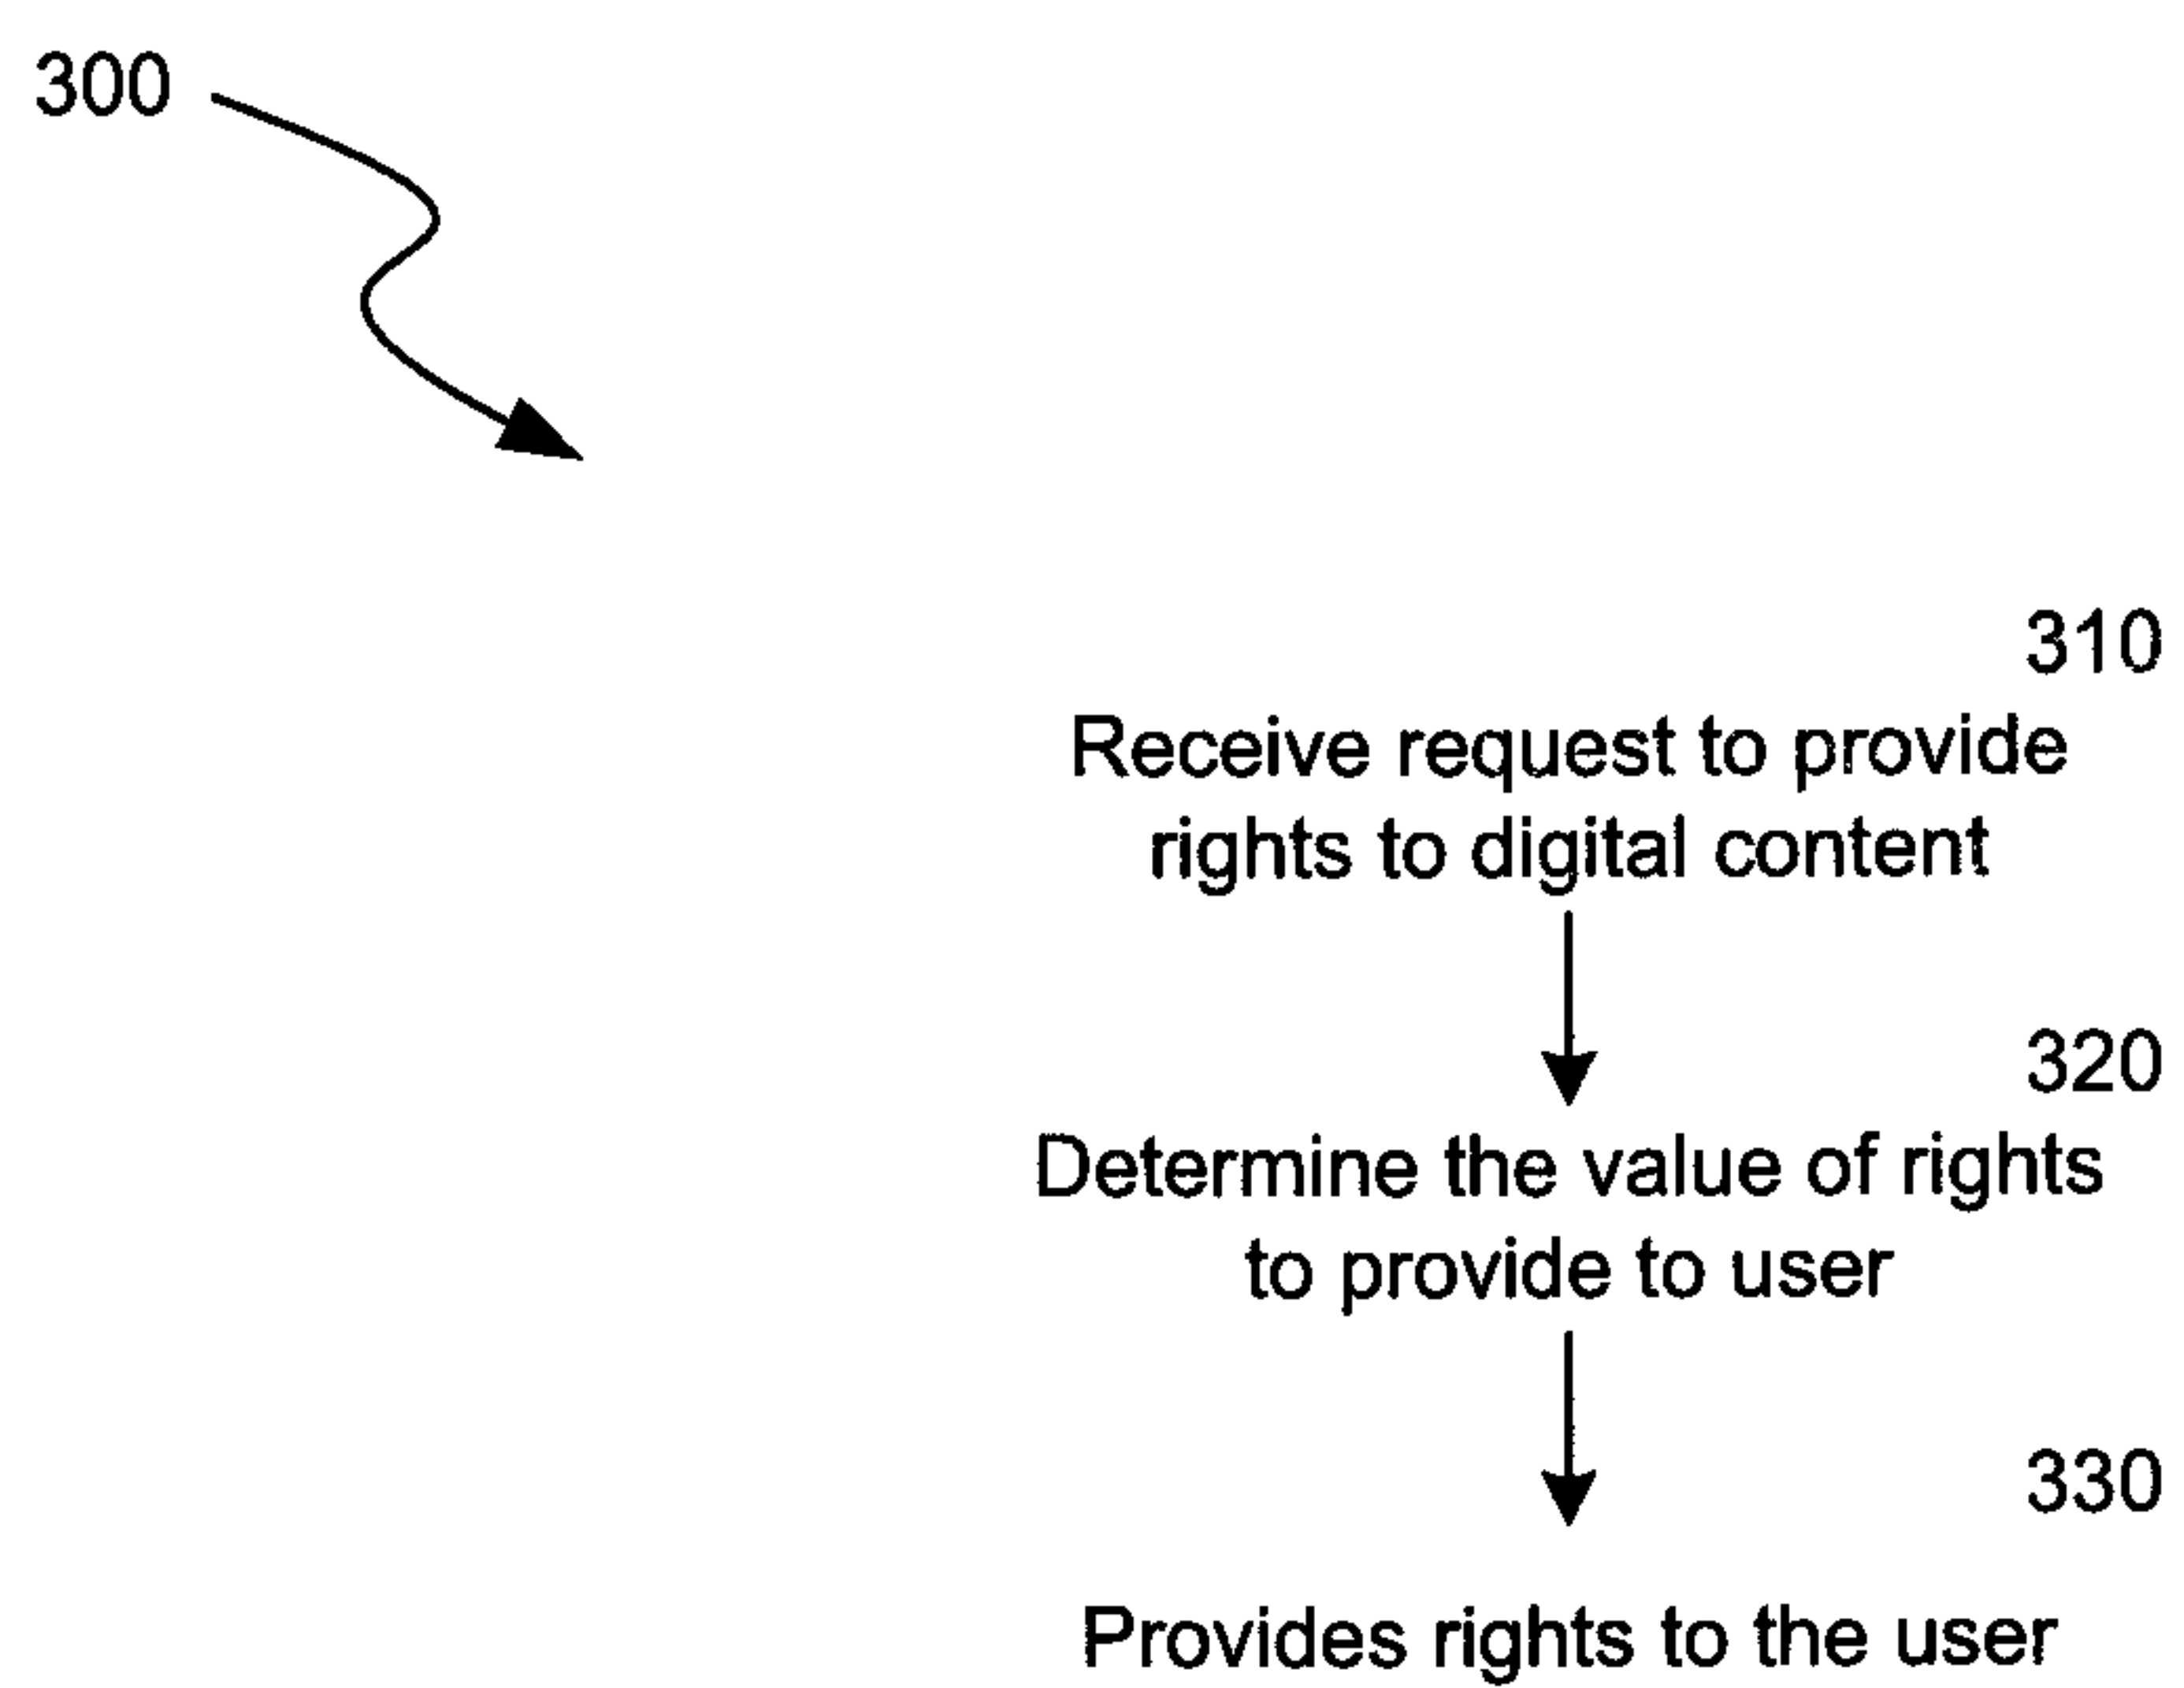 300
310
Receive request to provide
rights to digital content
320
Determine the value of rights
to provide to user
330
Provides rights to the user